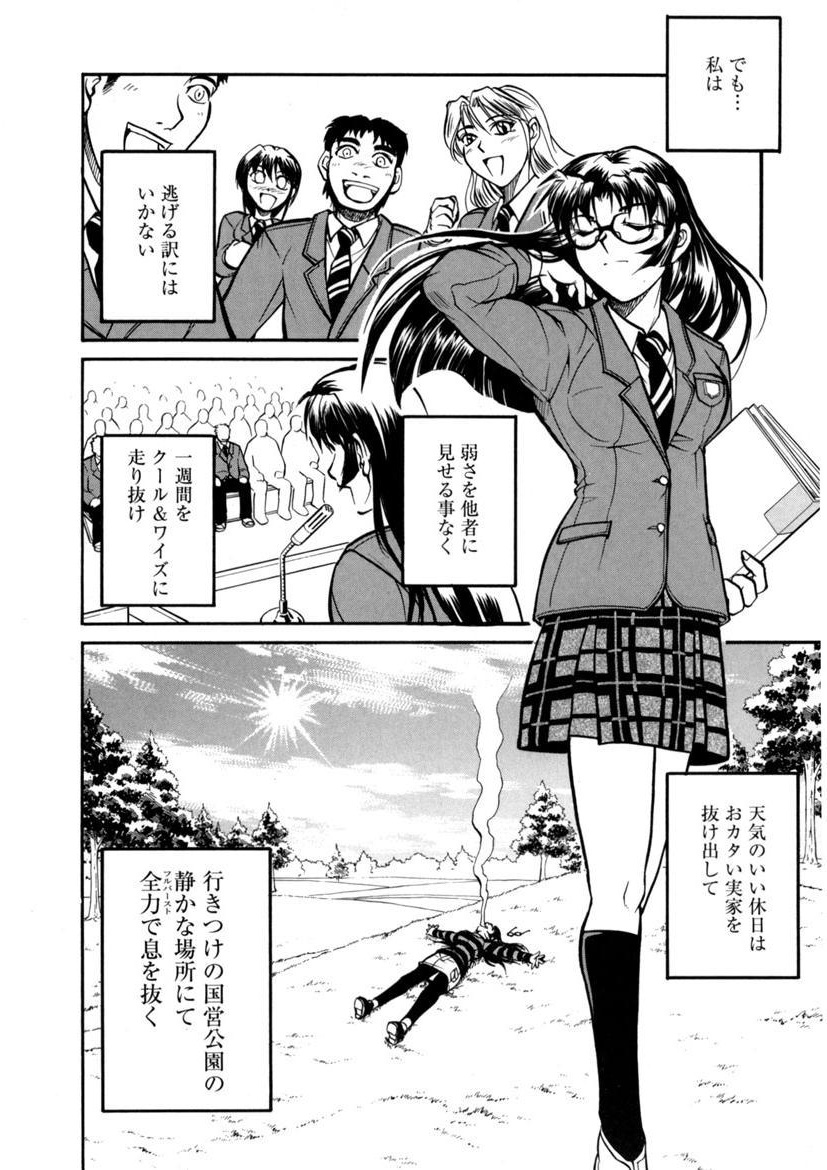 でも…
私は
逃げる訳には
いかない
弱さを他者に
見せる事なく
一週間を
クール&ワイズに
走り抜け
天気のいい休日は
おカタい実家を
抜け出して
行きつけの国営公園の
静かな場所にて
フルバースト
全力で息を抜く